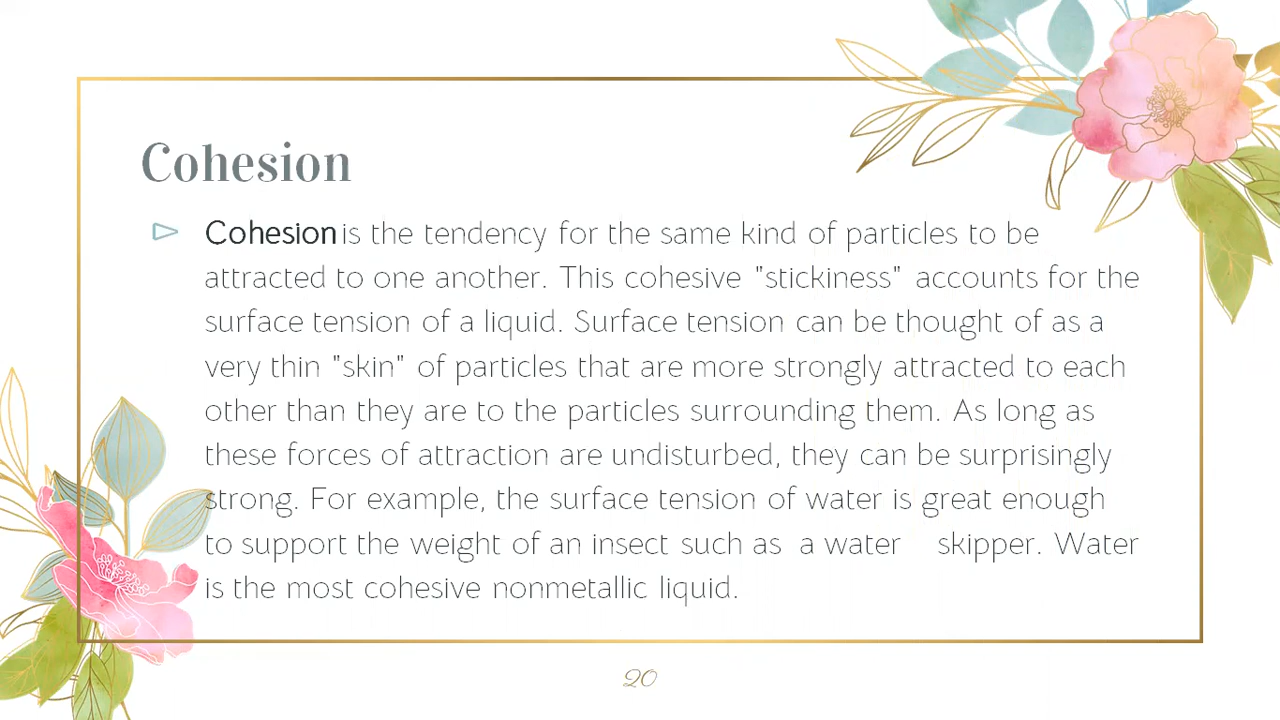 Cohesion
Cohesion is the tendency for the same kind of particles to be
attracted to one another. This cohesive "stickiness" accounts for the
surface tension of a liquid. Surface tension can be thought of as a
very thin "skin" of particles that are more strongly attracted to each
other than they are to the particles surrounding them. As long as
these forces of attraction are undisturbed, they can be surprisingly
strong. For example, the surface tension of water is great enough
to support the weight of an insect such as a water skipper. Water
is the most cohesive nonmetallic liquid.
20